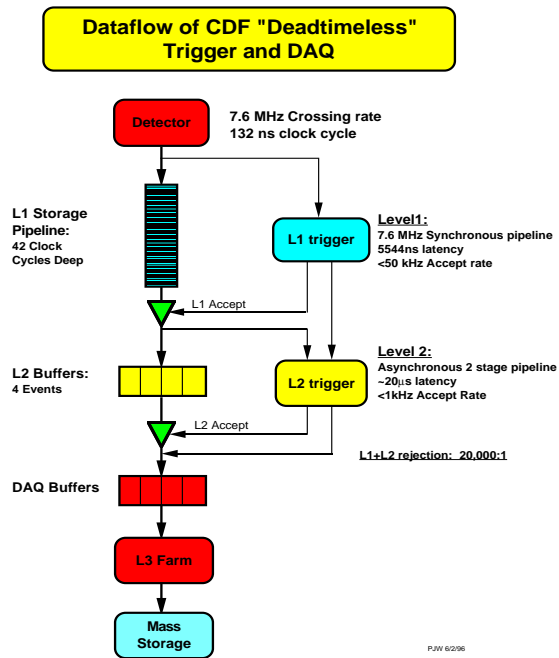 Dataflow of CDF "Deadtimeless"
Trigger and DAQ
Detector
7.6 MHz Crossing rate
132 ns clock cycle
L1 Storage
Pipeline:
42 Clock
Cycles Deep
L1 trigger
Level1:
7.6 MHz Synchronous pipeline
5544ns latency
<50 kHz Accept rate
L1 Accept
L2 Buffers:
4 Events
L2 trigger
Level 2:
Asynchronous 2 stage pipeline
~20μs latency
<1kHz Accept Rate
L2 Accept
L1+L2 rejection: 20,000:1
DAQ Buffers
L3 Farm
Mass
Storage
PJW 6/2/96